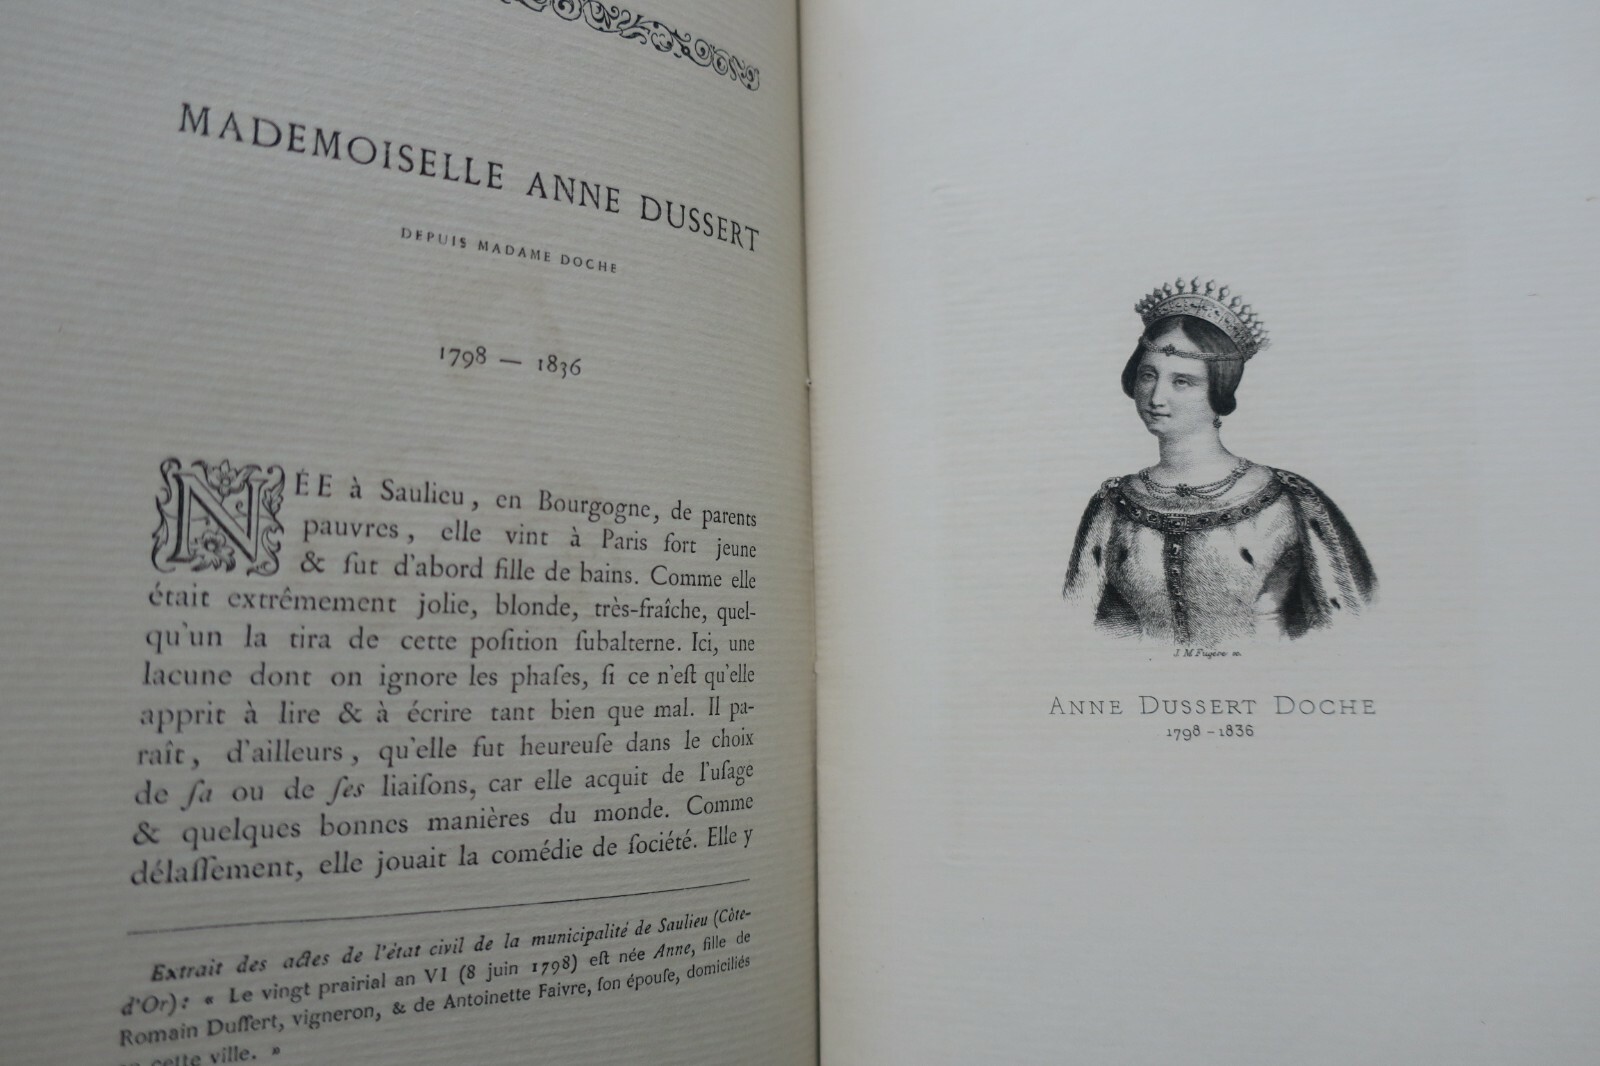 MADEMOISELLE ANNE DUSSERT
DEPUIS MADAME DOCHE
1798 — 1836
NÉE à Saulieu, en Bourgogne, de parents
pauvres, elle vint à Paris fort jeune
& fut d'abord fille de bains. Comme elle
était extrêmement jolie, blonde, très-fraîche, quel-
qu'un la tira de cette poſition ſubalterne. Ici, une
lacune dont on ignore les phaſes, ſi ce n'eſt qu'elle
apprit à lire & à écrire tant bien que mal. Il pa-
raît, d'ailleurs, qu'elle fut heureuſe dans le choix
de ſa ou de ſes liaiſons, car elle acquit de l'uſage
& quelques bonnes manières du monde. Comme
délaſſement, elle jouait la comédie de ſociété. Elle y
Extrait des actes de l'état civil de la municipalité de Saulieu (Côte-
d'Or) : « Le vingt prairial an VI (8 juin 1798) eſt née Anne, fille de
Romain Duſſert, vigneron, & de Antoinette Faivre, ſon épouſe, domiciliés
cette ville. »
J. M. Fugère sc.
ANNE DUSSERT DOCHE
1798 - 1836